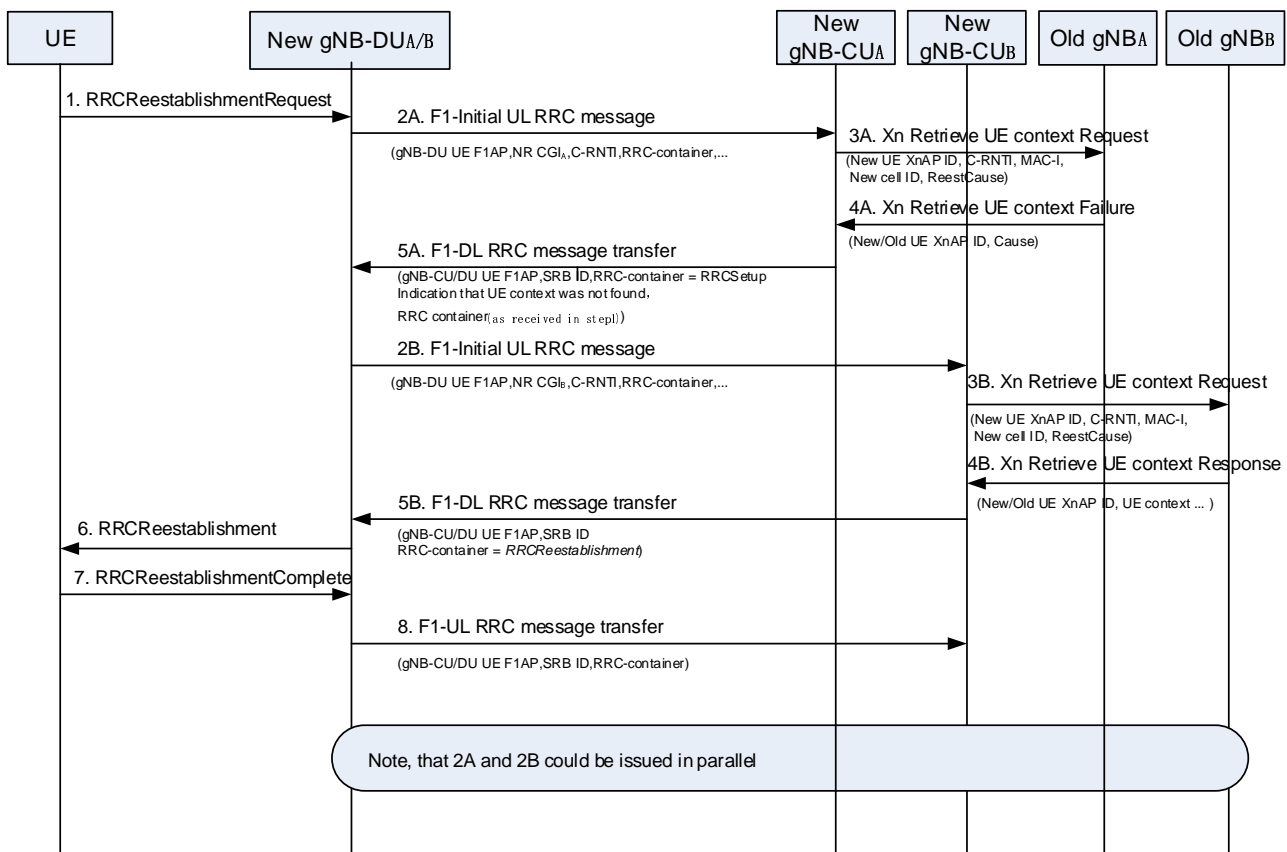 UE
New gNB-DUA/B
New
gNB-CUA
New
gNB-CUB
Old gNBA
Old gNBB
1. RRCReestablishmentRequest
2A. F1-Initial UL RRC message
(gNB-DU UE F1AP,NR CGIA,C-RNTI,RRC-container,...
3A. Xn Retrieve UE context Request
(New UE XnAP ID, C-RNTI, MAC-I,
New cell ID, ReestCause)
4A. Xn Retrieve UE context Failure
(New/Old UE XnAP ID, Cause)
5A. F1-DL RRC message transfer
(gNB-CU/DU UE F1AP,SRB ID,RRC-container = RRCSetup
Indication that UE context was not found,
RRC container(as received in step1))
2B. F1-Initial UL RRC message
(gNB-DU UE F1AP,NR CGIB,C-RNTI,RRC-container,...
3B. Xn Retrieve UE context Request
(New UE XnAP ID, C-RNTI, MAC-I,
New cell ID, ReestCause)
4B. Xn Retrieve UE context Response
(New/Old UE XnAP ID, UE context ... )
5B. F1-DL RRC message transfer
(gNB-CU/DU UE F1AP,SRB ID
RRC-container = RRCReestablishment)
6. RRCReestablishment
7. RRCReestablishmentComplete
8. F1-UL RRC message transfer
(gNB-CU/DU UE F1AP,SRB ID,RRC-container)
Note, that 2A and 2B could be issued in parallel